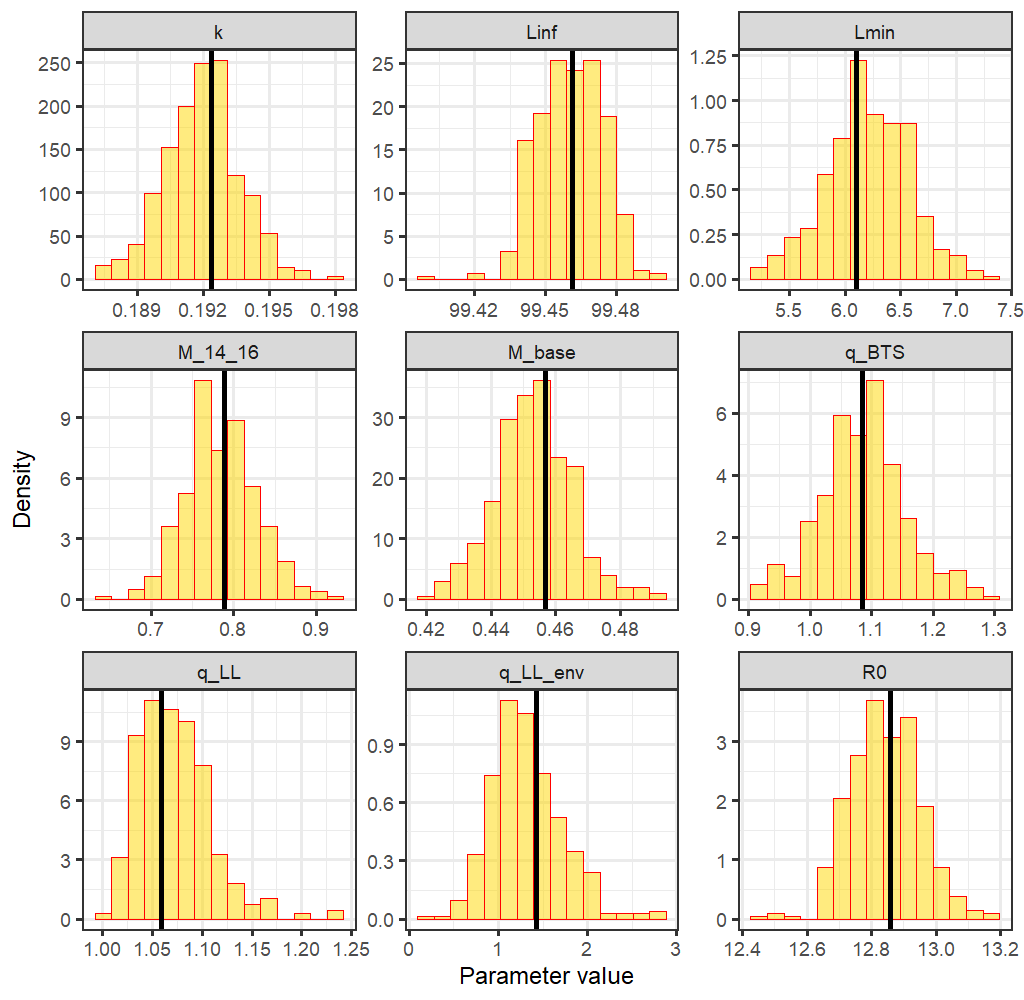 k
Linf
Lmin
250
200
150
100
50
0
0.189 0.192 0.195 0.198
25
20
15
10
5
0
99.42 99.45 99.48
1.25
1.00
0.75
0.50
0.25
0.00
5.5 6.0 6.5 7.0 7.5
M_14_16
M_base
q_BTS
9
6
3
0
0.7 0.8 0.9
30
20
10
0
0.42 0.44 0.46 0.48
6
4
2
0
0.9 1.0 1.1 1.2 1.3
q_LL
q_LL_env
R0
9
6
3
0
1.00 1.05 1.10 1.15 1.20 1.25
0.9
0.6
0.3
0.0
0 1 2 3
3
2
1
0
12.4 12.6 12.8 13.0 13.2
Density
Parameter value